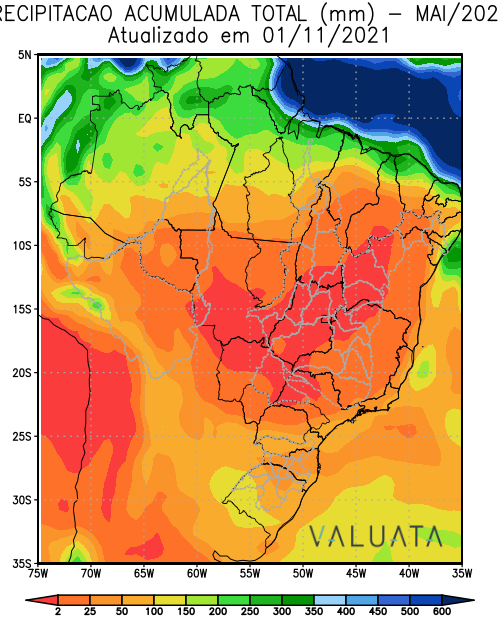 RECIPITACAO ACUMULADA TOTAL (mm) – MAI/202
Atualizado em 01/11/2021
5N
EQ
5S
10S
15S
20S
25S
30S
35S
75W 70W 65W 60W 55W 50W 45W 40W 35W
VALUATA
2 25 50 100 150 200 250 300 350 400 450 500 600